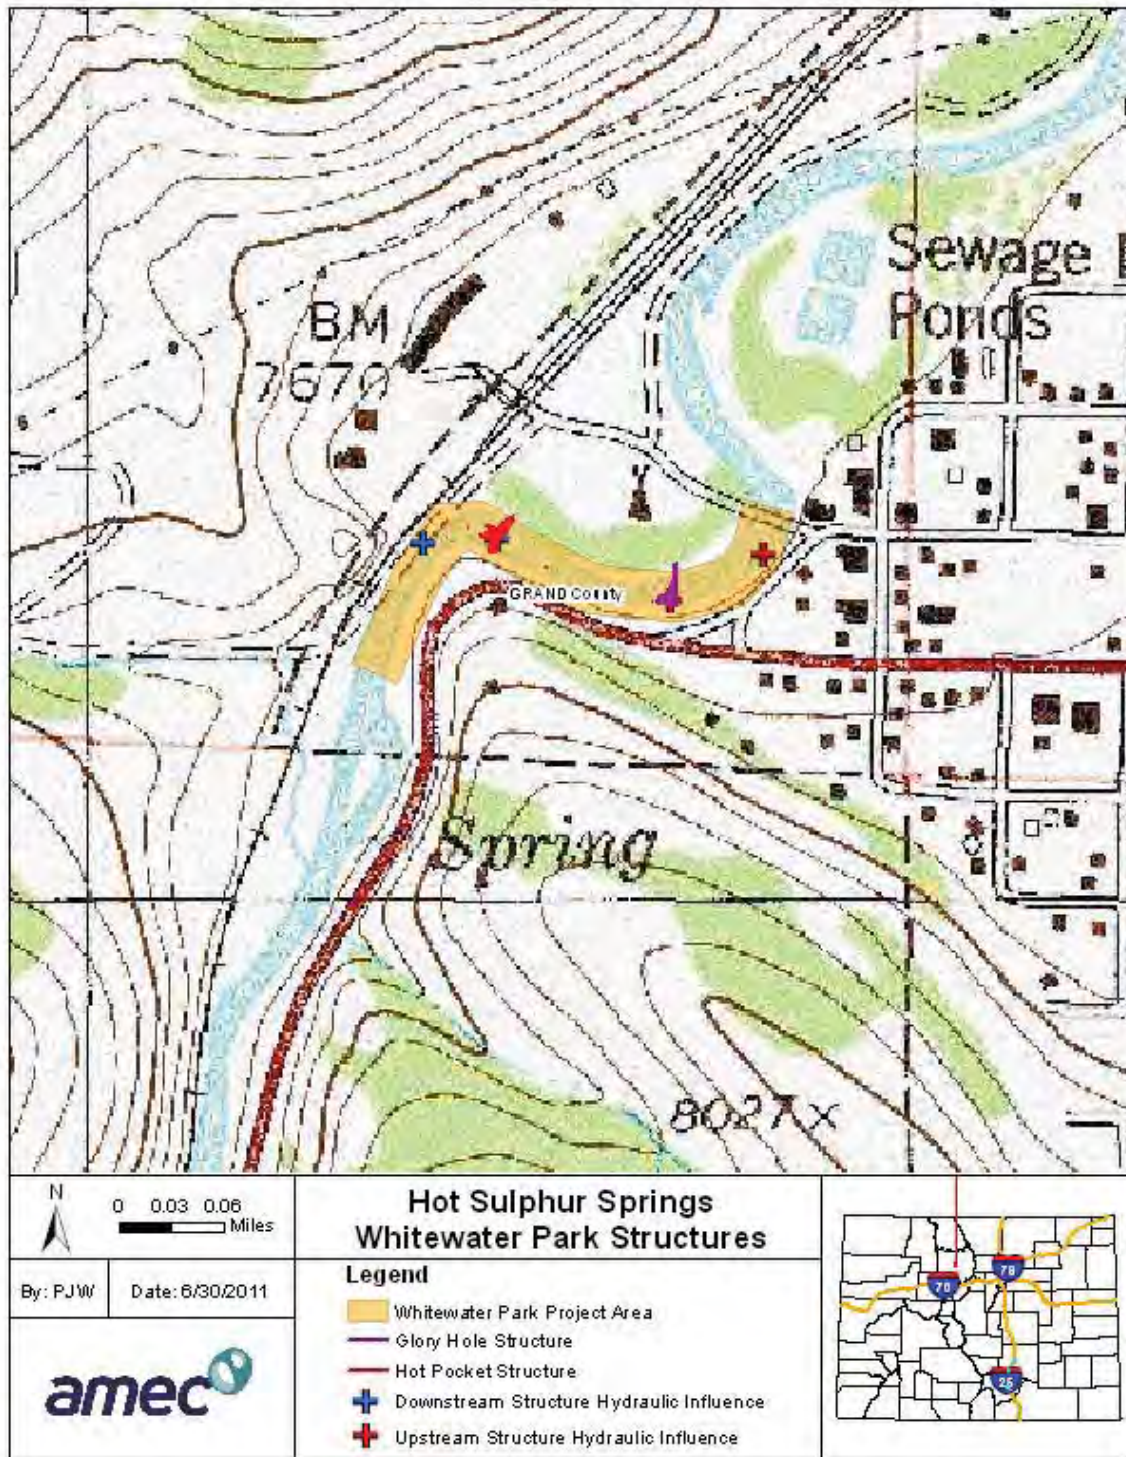 Sewage
Ponds
BM
7679
GRAND County
Spring
8027 x
N
0 0.03 0.06
Miles
By: PJW
Date: 6/30/2011
amec
Hot Sulphur Springs
Whitewater Park Structures
Legend
Whitewater Park Project Area
Glory Hole Structure
Hot Pocket Structure
Downstream Structure Hydraulic Influence
Upstream Structure Hydraulic Influence
76
70
25